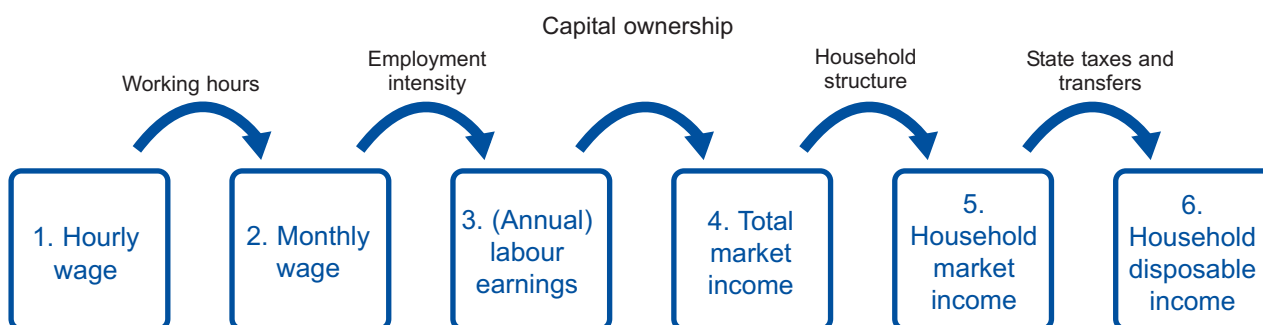 Capital ownership
Working hours
Employment
intensity
Household
structure
State taxes and
transfers
1. Hourly
wage
2. Monthly
wage
3. (Annual)
labour
earnings
4. Total
market
income
5.
Household
market
income
6.
Household
disposable
income